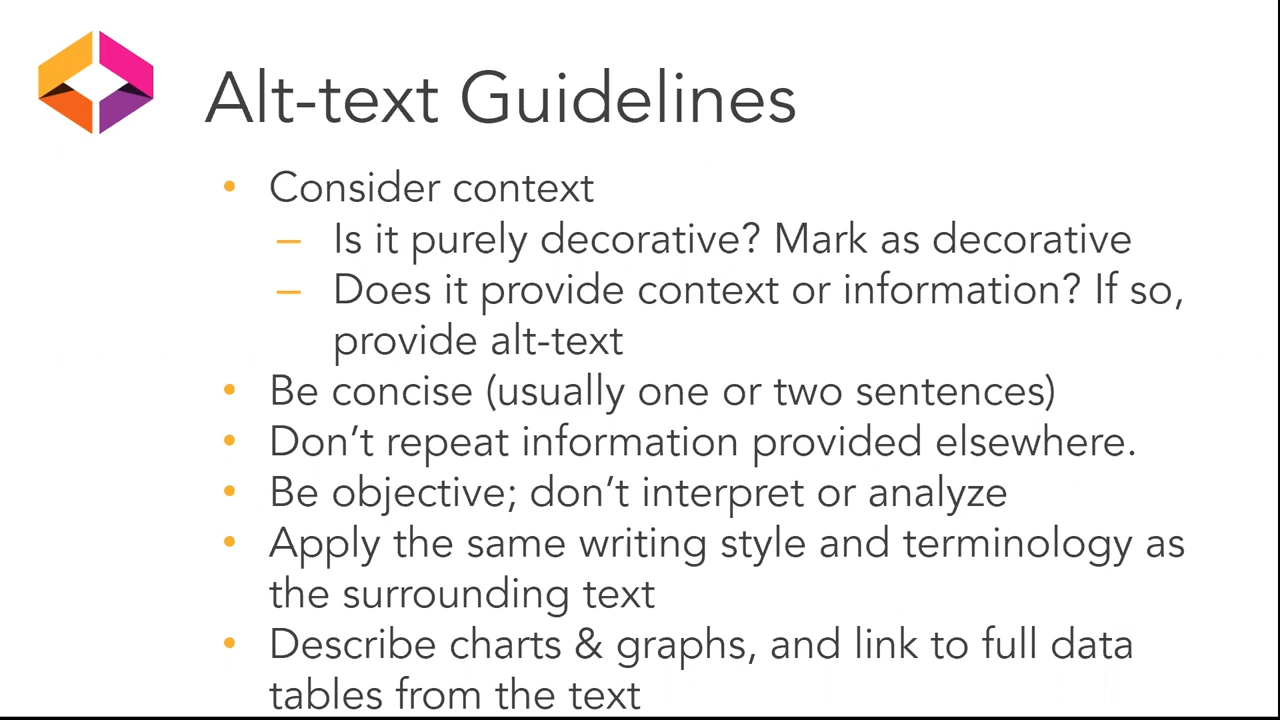 Alt-text Guidelines
• Consider context
– Is it purely decorative? Mark as decorative
– Does it provide context or information? If so,
provide alt-text
• Be concise (usually one or two sentences)
• Don’t repeat information provided elsewhere.
• Be objective; don’t interpret or analyze
• Apply the same writing style and terminology as
the surrounding text
• Describe charts & graphs, and link to full data
tables from the text